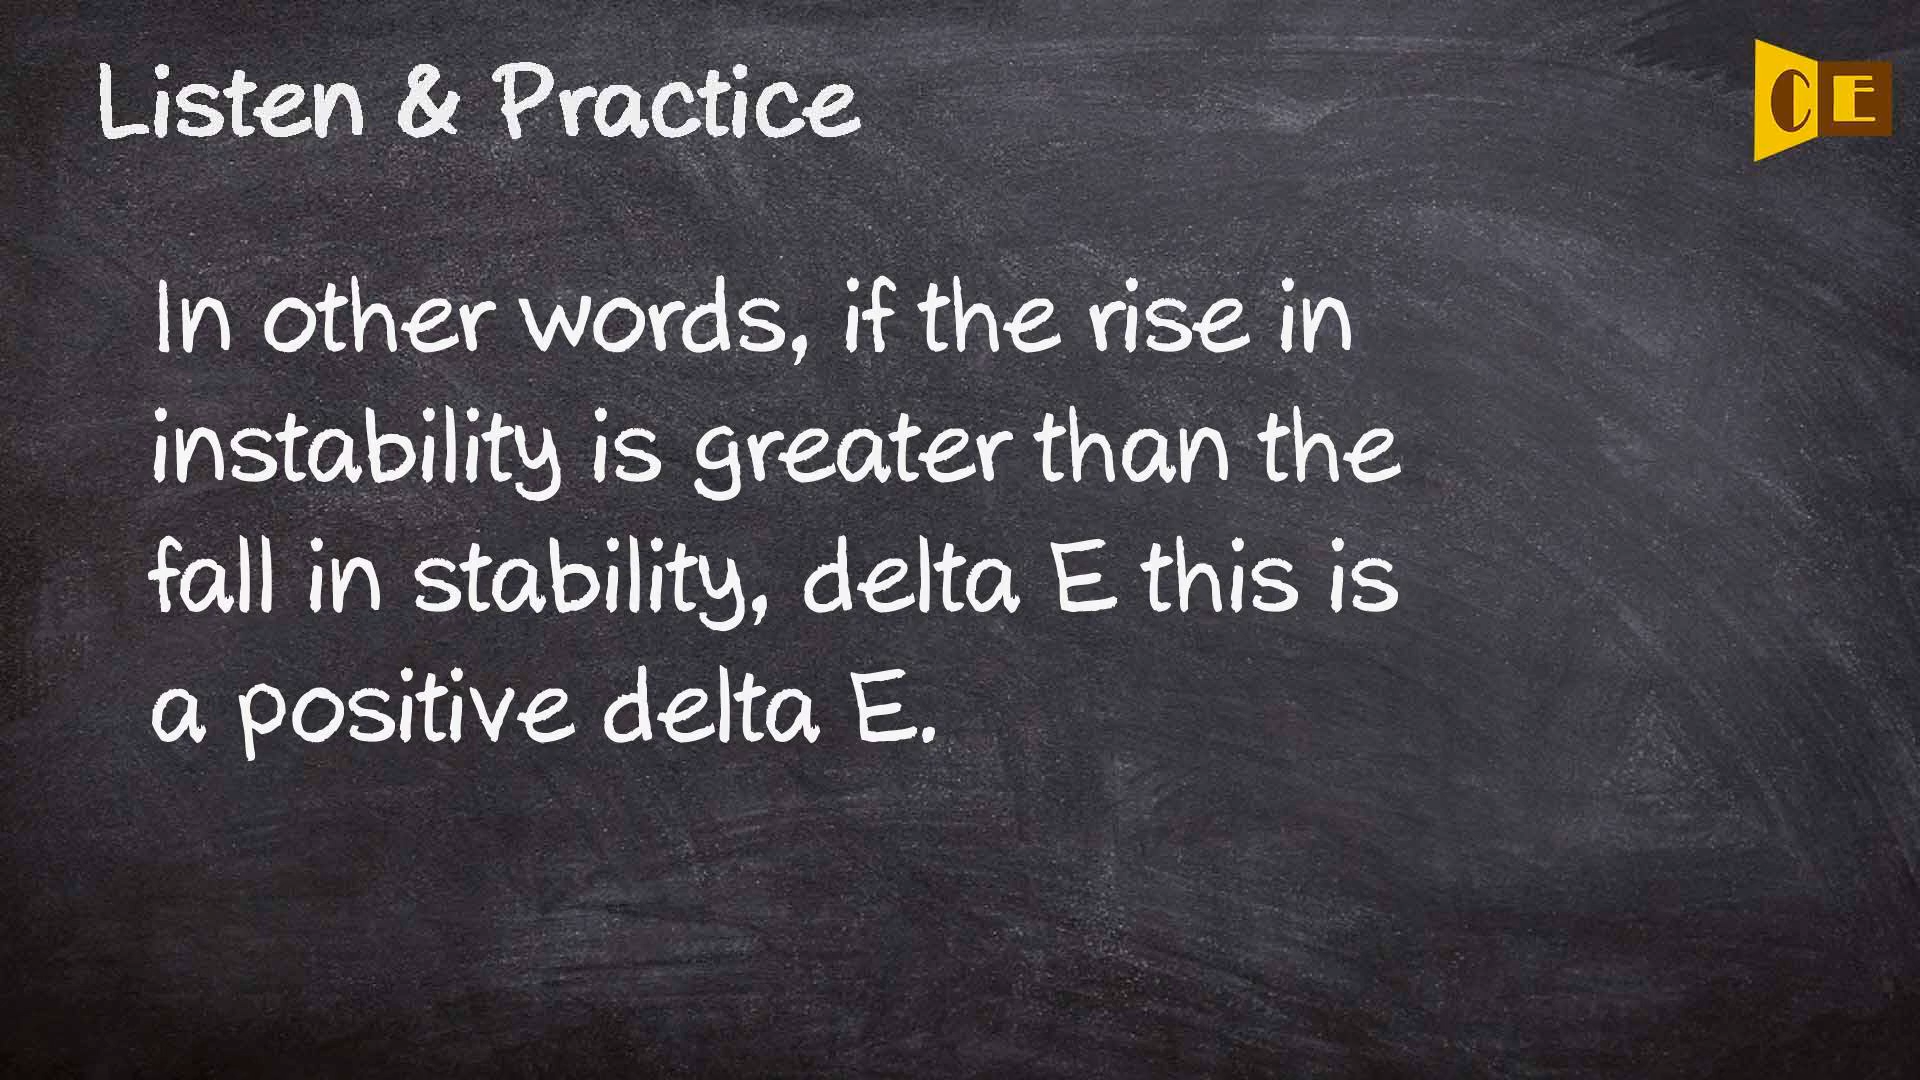 Listen & Practice
CE
In other words, if the rise in
instability is greater than the
fall in stability, delta E this is
a positive delta E.